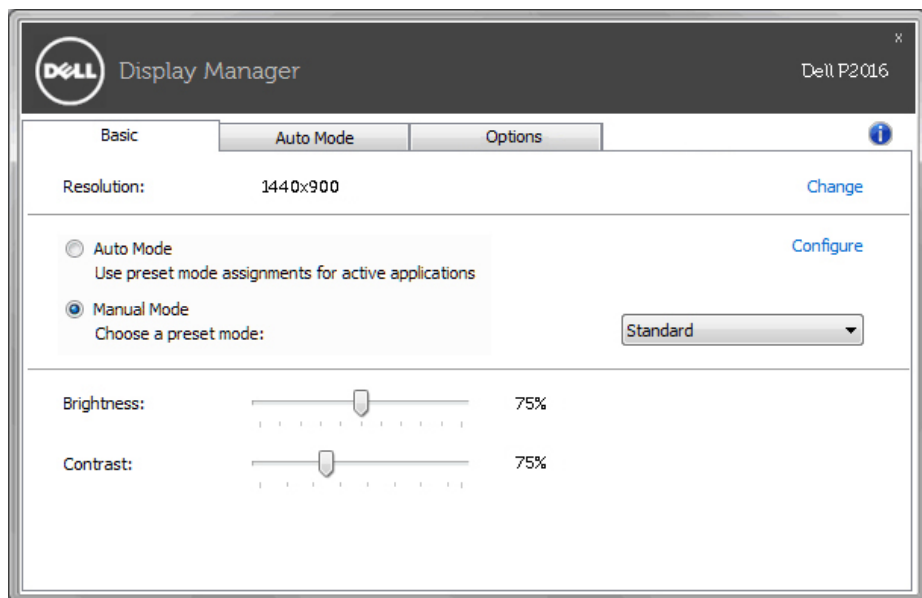 x
DELL Display Manager
Dell P2016
Basic Auto Mode Options i
Resolution: 1440x900 Change
Auto Mode Configure
Use preset mode assignments for active applications
Manual Mode
Choose a preset mode: Standard
Brightness: 75%
Contrast: 75%